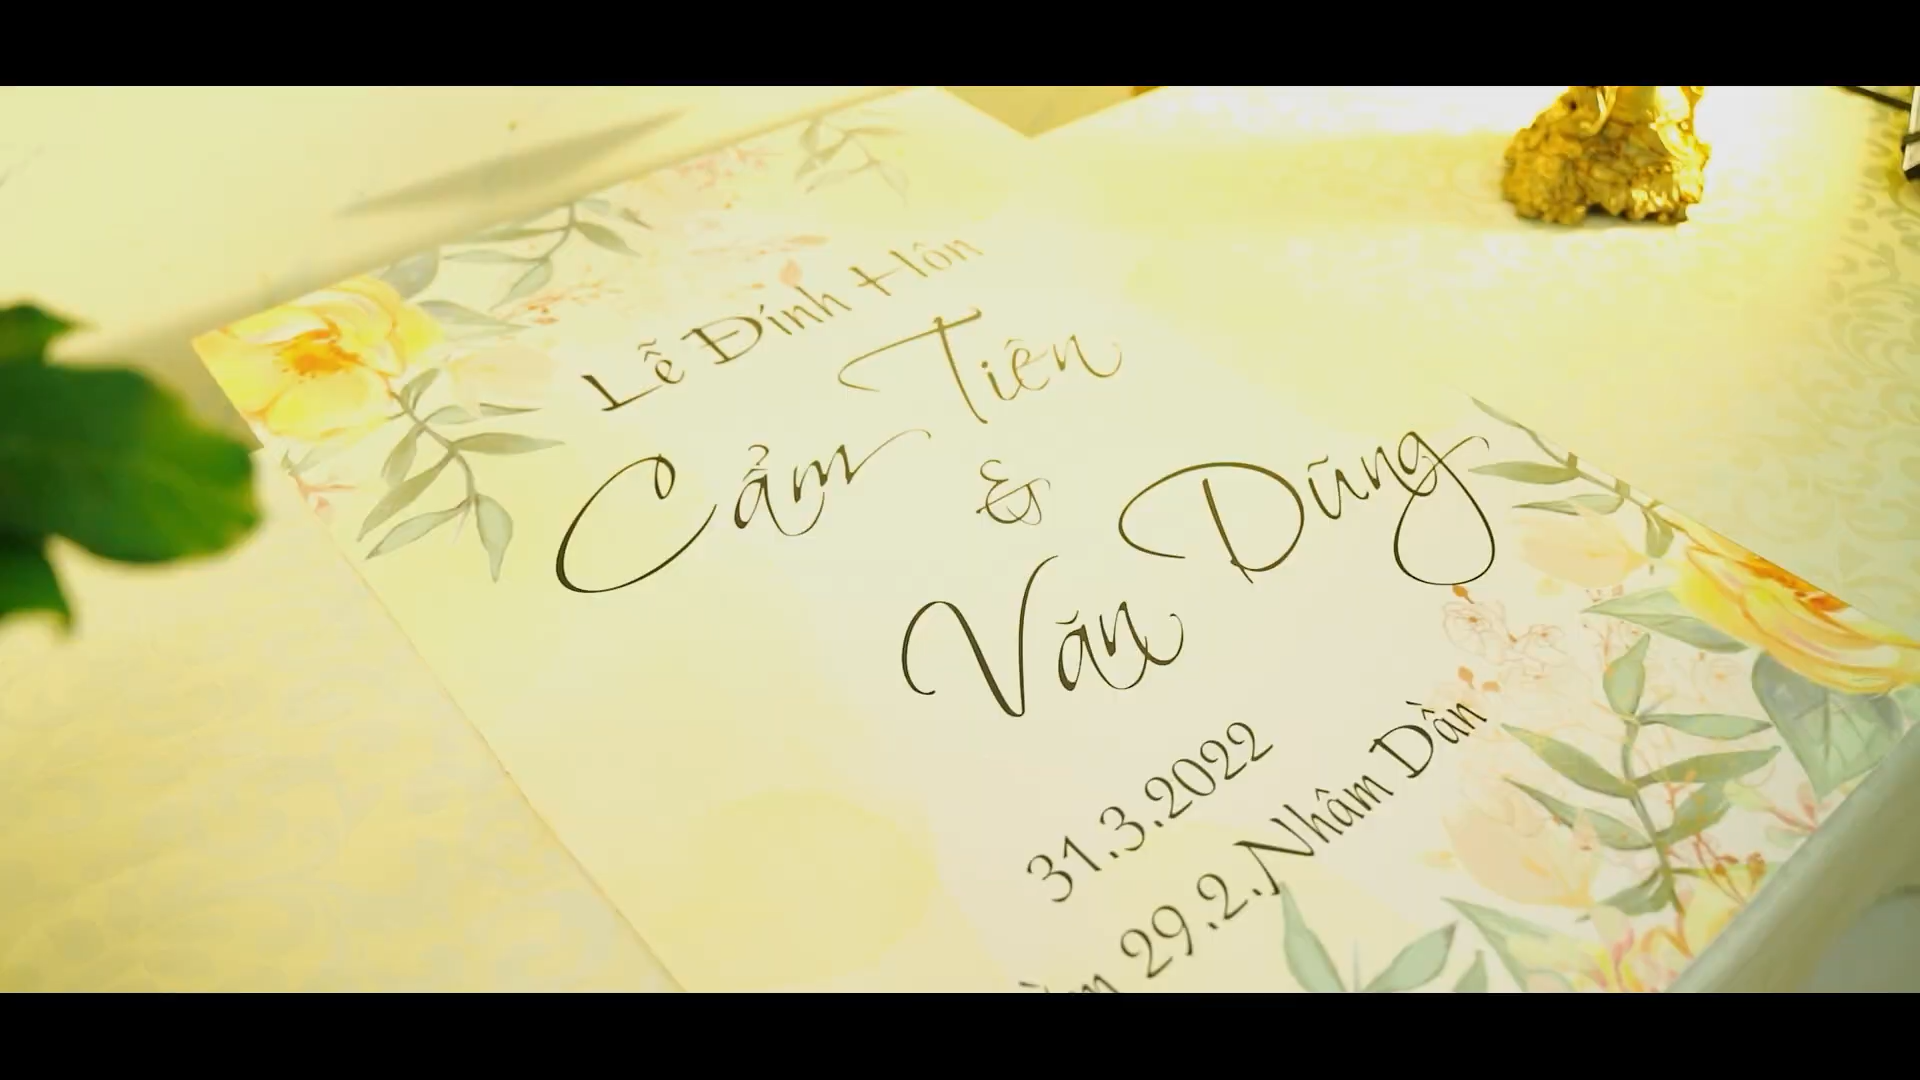 Lễ Đính Hôn
Cẩm Tiên
&
Văn Dũng
31.3.2022
29.2.Nhâm Dần